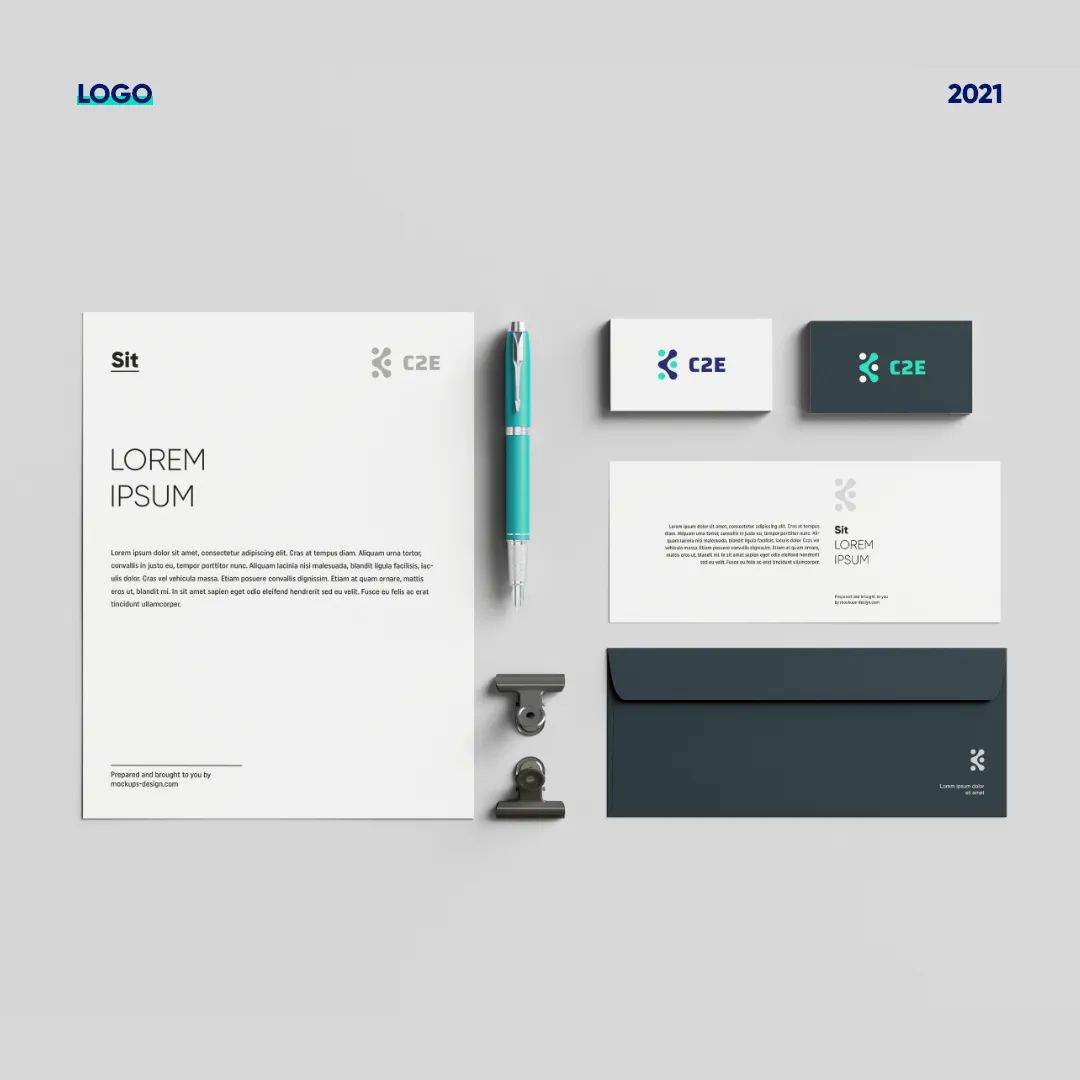 LOGO
2021
Sit
C2E
LOREM
IPSUM
Lorem ipsum dolor sit amet, consectetur adipiscing elit. Cras at tempus diam. Aliquam urna tortor,
convallis in justo eu, tempor porttitor nunc. Aliquam lacinia nisi malesuada, blandit ligula facilisis, iac-
ulis dolor. Cras vel vehicula massa. Etiam posuere convallis dignissim. Etiam at quam ornare, mattis
eros ut, blandit mi. In sit amet sapien eget odio eleifend hendrerit sed eu velit. Fusce eu felis ac erat
tincidunt ullamcorper.
Prepared and brought to you by
mockups-design.com
C2E
C2E
Lorem ipsum dolor sit amet, consectetur adipiscing elit. Cras at tempus
diam. Aliquam urna tortor, convallis in justo eu, tempor porttitor nunc. Ali-
quam lacinia nisi malesuada, blandit ligula facilisis, iaculis dolor. Cras vel
vehicula massa. Etiam posuere convallis dignissim. Etiam at quam ornare,
mattis eros ut, blandit mi. In sit amet sapien eget odio eleifend hendrerit
sed eu velit. Fusce eu felis ac erat tincidunt ullamcorper.
Sit
LOREM
IPSUM
Prepared and brought to you
by mockups-design.com
Lorem ipsum dolor
sit amet